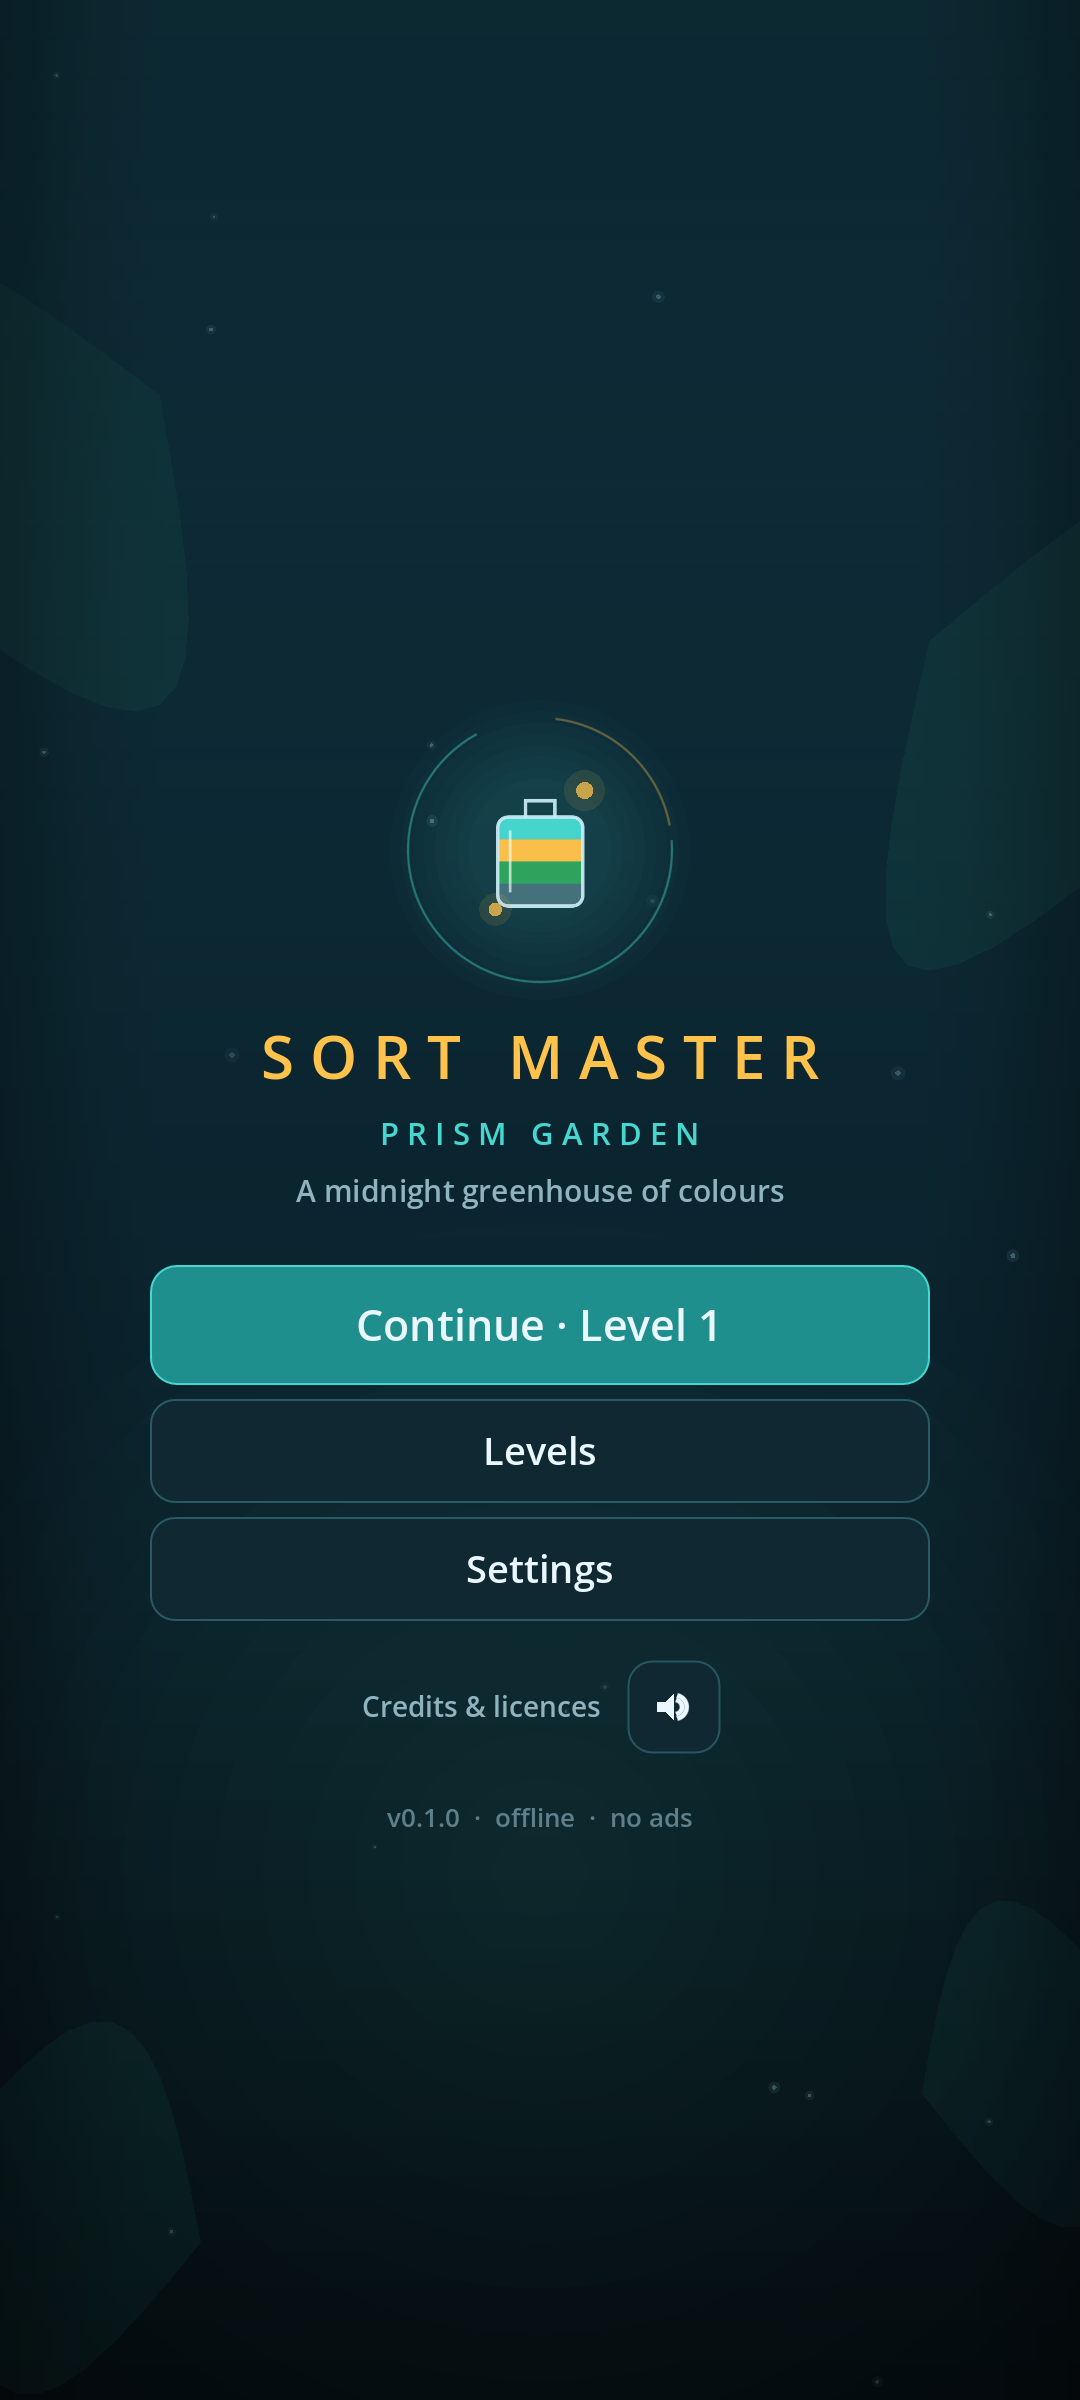 SORT MASTER
PRISM GARDEN
A midnight greenhouse of colours
Continue · Level 1
Levels
Settings
Credits & licences
v0.1.0 · offline · no ads